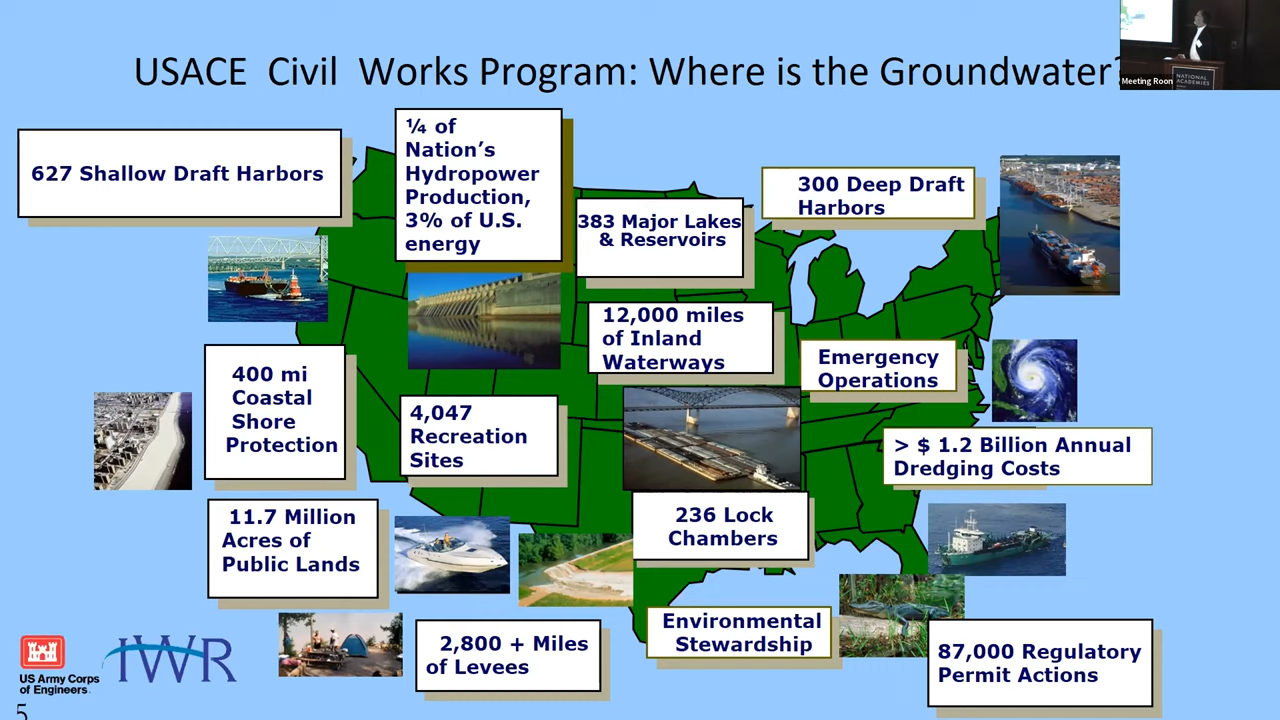 USACE Civil Works Program: Where is the Groundwater?
Meeting Room
NATIONAL
ACADEMIES
627 Shallow Draft Harbors
¼ of
Nation's
Hydropower
Production,
3% of U.S.
energy
383 Major Lakes
& Reservoirs
300 Deep Draft
Harbors
12,000 miles
of Inland
Waterways
Emergency
Operations
400 mi
Coastal
Shore
Protection
4,047
Recreation
Sites
> $ 1.2 Billion Annual
Dredging Costs
11.7 Million
Acres of
Public Lands
236 Lock
Chambers
2,800 + Miles
of Levees
Environmental
Stewardship
87,000 Regulatory
Permit Actions
US Army Corps
of Engineers
IWR
5